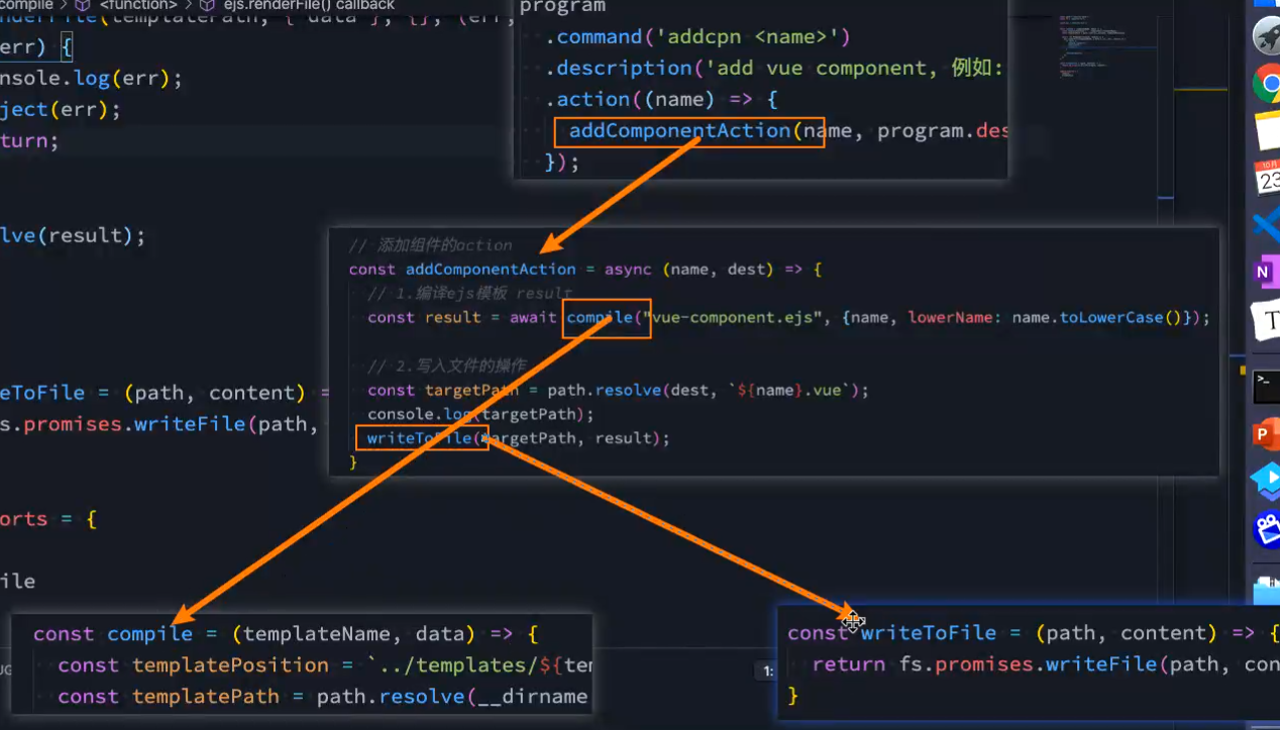 compile > <function> > ejs.renderFile() callback
renderFile(templatePath, { data }, {}, (err,
err) {
nsole.log(err);
ject(err);
turn;
lve(result);
eToFile = (path, content) =
s.promises.writeFile(path,
orts = {
ile
program
.command('addcpn <name>')
.description('add vue component, 例如:
.action((name) => {
addComponentAction(name, program.des
});
// 添加组件的action
const addComponentAction = async (name, dest) => {
// 1.编译ejs模板 result
const result = await compile("vue-component.ejs", {name, lowerName: name.toLowerCase()});
// 2.写入文件的操作
const targetPath = path.resolve(dest, `${name}.vue`);
console.log(targetPath);
writeToFile(targetPath, result);
}
const compile = (templateName, data) => {
const templatePosition = `../templates/${tem
const templatePath = path.resolve(__dirname
1:
const writeToFile = (path, content) => {
return fs.promises.writeFile(path, con
}
10月
23
N
T
>_
P